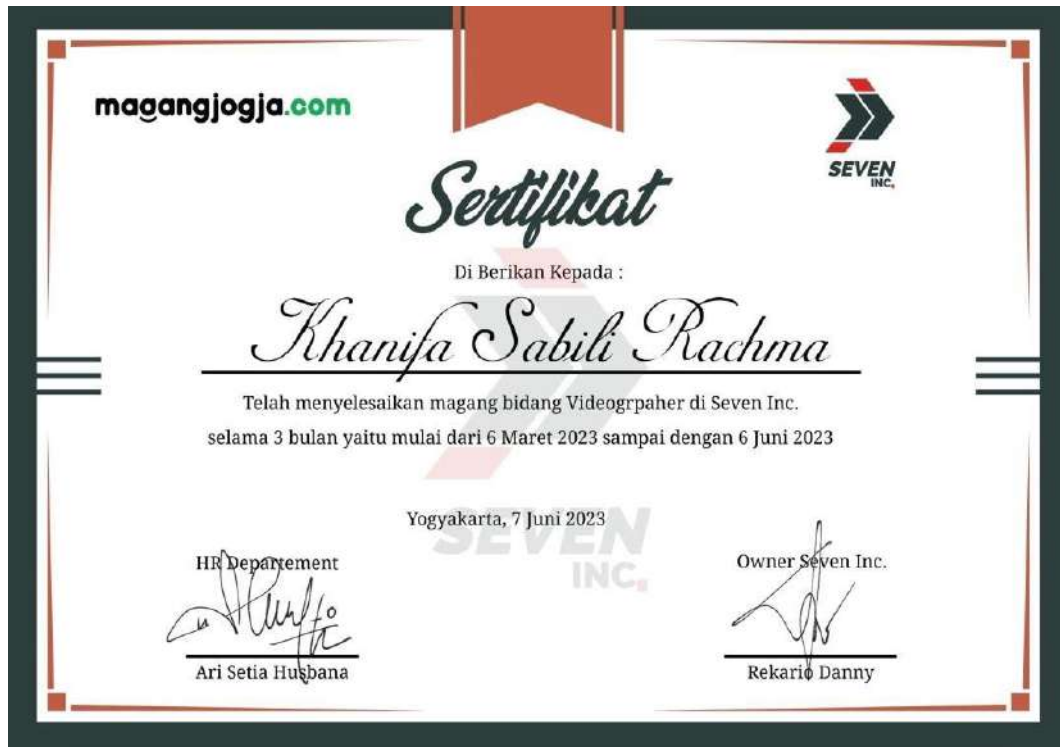 magangjogja.com
SEVEN
INC.
Sertifikat
Di Berikan Kepada :
Khanifa Sabili Rachma
Telah menyelesaikan magang bidang Videogrpaher di Seven Inc.
selama 3 bulan yaitu mulai dari 6 Maret 2023 sampai dengan 6 Juni 2023
Yogyakarta, 7 Juni 2023
SEVEN
INC.
HR Departement
Owner Seven Inc.
Ari Setia Husbana
Rekario Danny